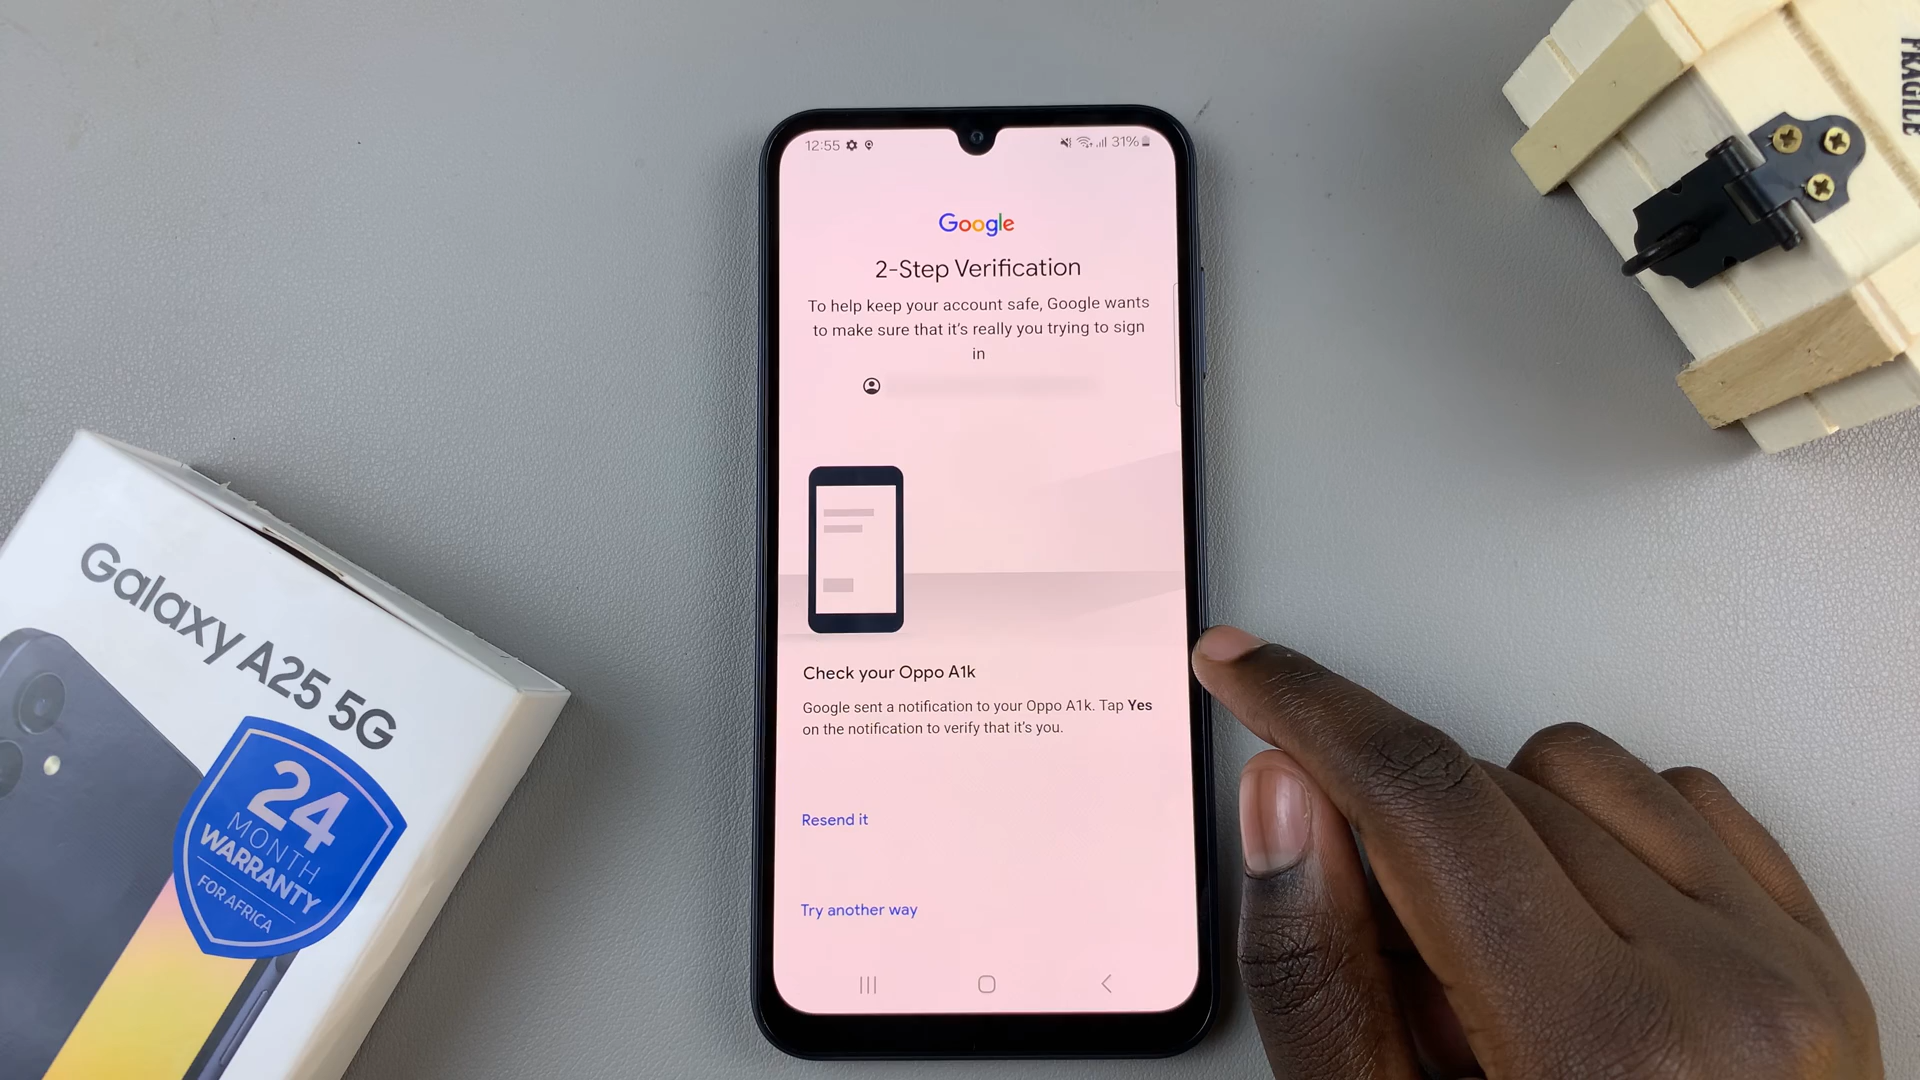 12:55
31%
Google
2-Step Verification
To help keep your account safe, Google wants
to make sure that it's really you trying to sign
in
Check your Oppo A1k
Google sent a notification to your Oppo A1k. Tap Yes
on the notification to verify that it's you.
Resend it
Try another way
Galaxy A25 5G
24
MONTH
WARRANTY
FOR AFRICA
FRAGILE